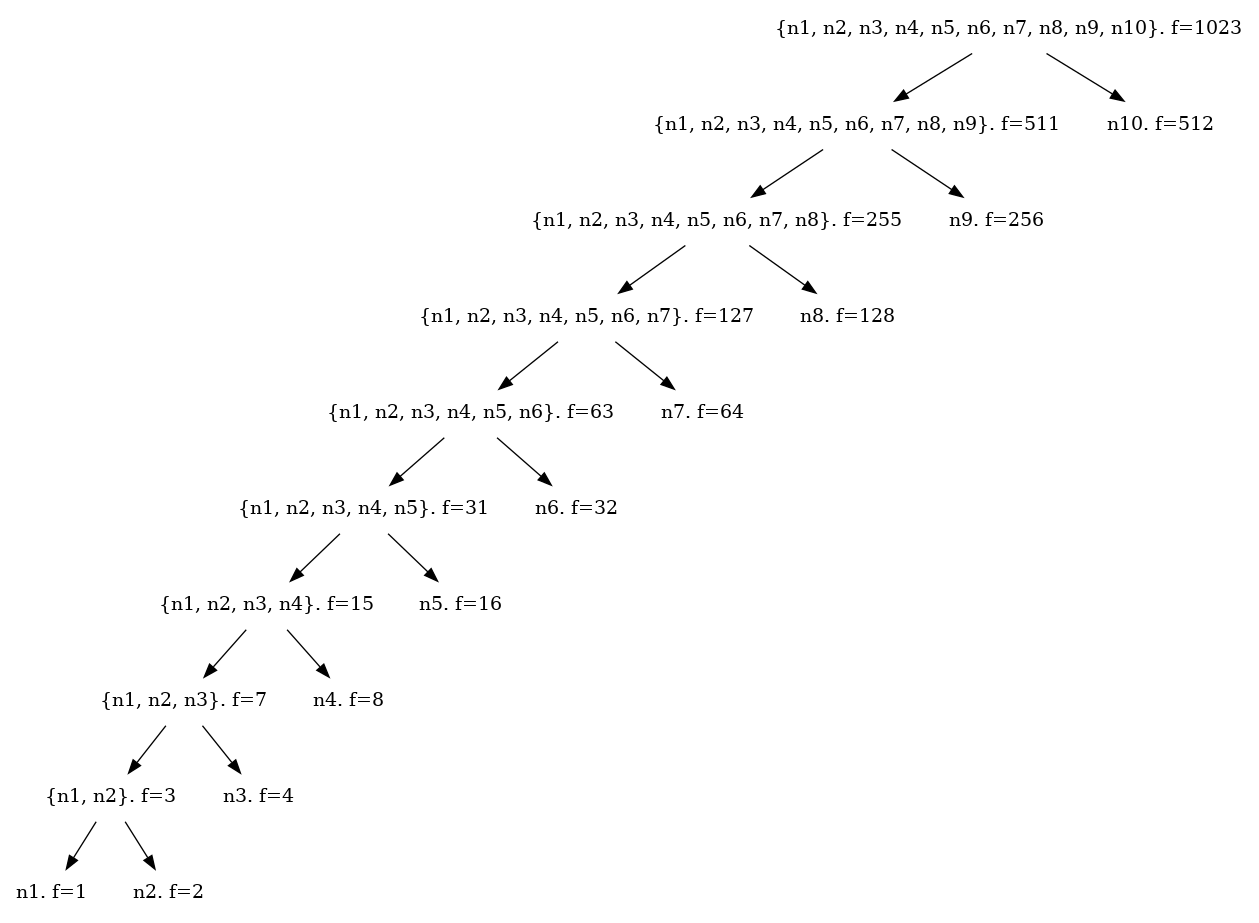 {n1, n2, n3, n4, n5, n6, n7, n8, n9, n10}. f=1023
{n1, n2, n3, n4, n5, n6, n7, n8, n9}. f=511
n10. f=512
{n1, n2, n3, n4, n5, n6, n7, n8}. f=255
n9. f=256
{n1, n2, n3, n4, n5, n6, n7}. f=127
n8. f=128
{n1, n2, n3, n4, n5, n6}. f=63
n7. f=64
{n1, n2, n3, n4, n5}. f=31
n6. f=32
{n1, n2, n3, n4}. f=15
n5. f=16
{n1, n2, n3}. f=7
n4. f=8
{n1, n2}. f=3
n3. f=4
n1. f=1
n2. f=2